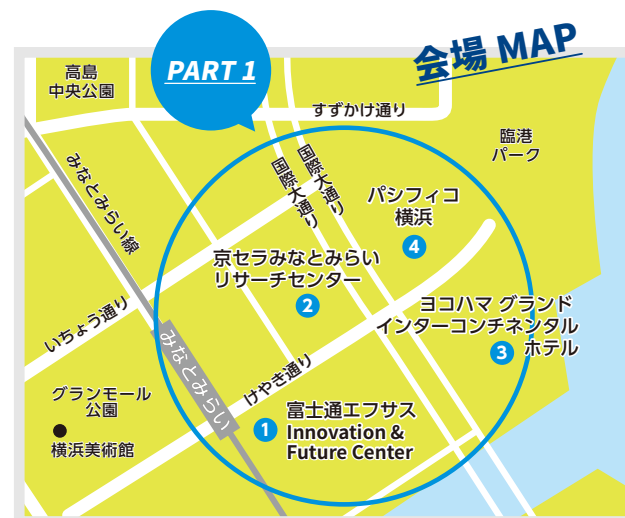 会場 MAP
PART 1
高島
中央公園
すずかけ通り
臨港
パーク
みなとみらい線
国際大通り
国際大通り
パシフィコ
横浜
4
京セラみなとみらい
リサーチセンター
2
ヨコハマ グランド
インターコンチネンタル
ホテル
3
いちょう通り
みなとみらい
けやき通り
グランモール
公園
横浜美術館
1
富士通エフサス
Innovation &
Future Center